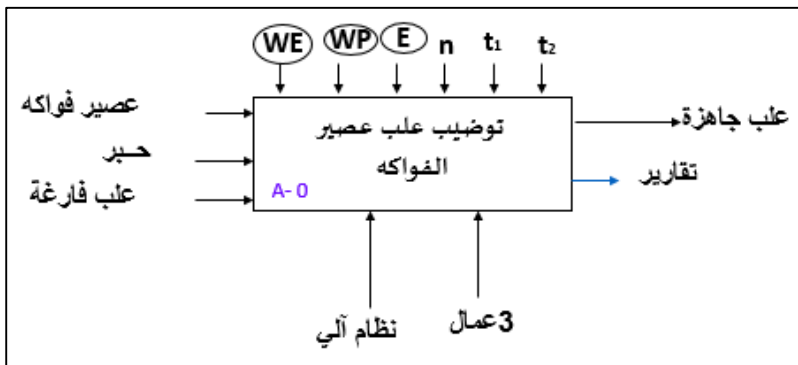 WE WP E n t₁ t₂
عصير فواكه
حـبـر
علب فارغة
توضيب علب عصير
الفواكه
A- 0
علب جاهزة
تقارير
نظام آلي
3عمال